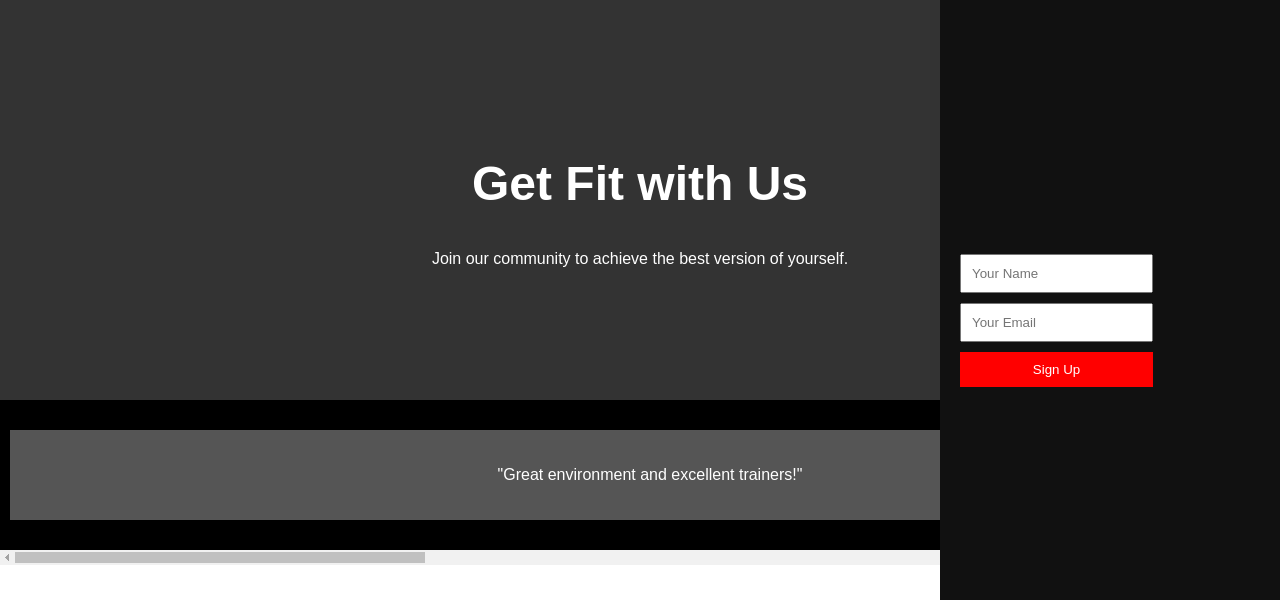 Get Fit with Us
Join our community to achieve the best version of yourself.
Your Name
Your Email
Sign Up
"Great environment and excellent trainers!"